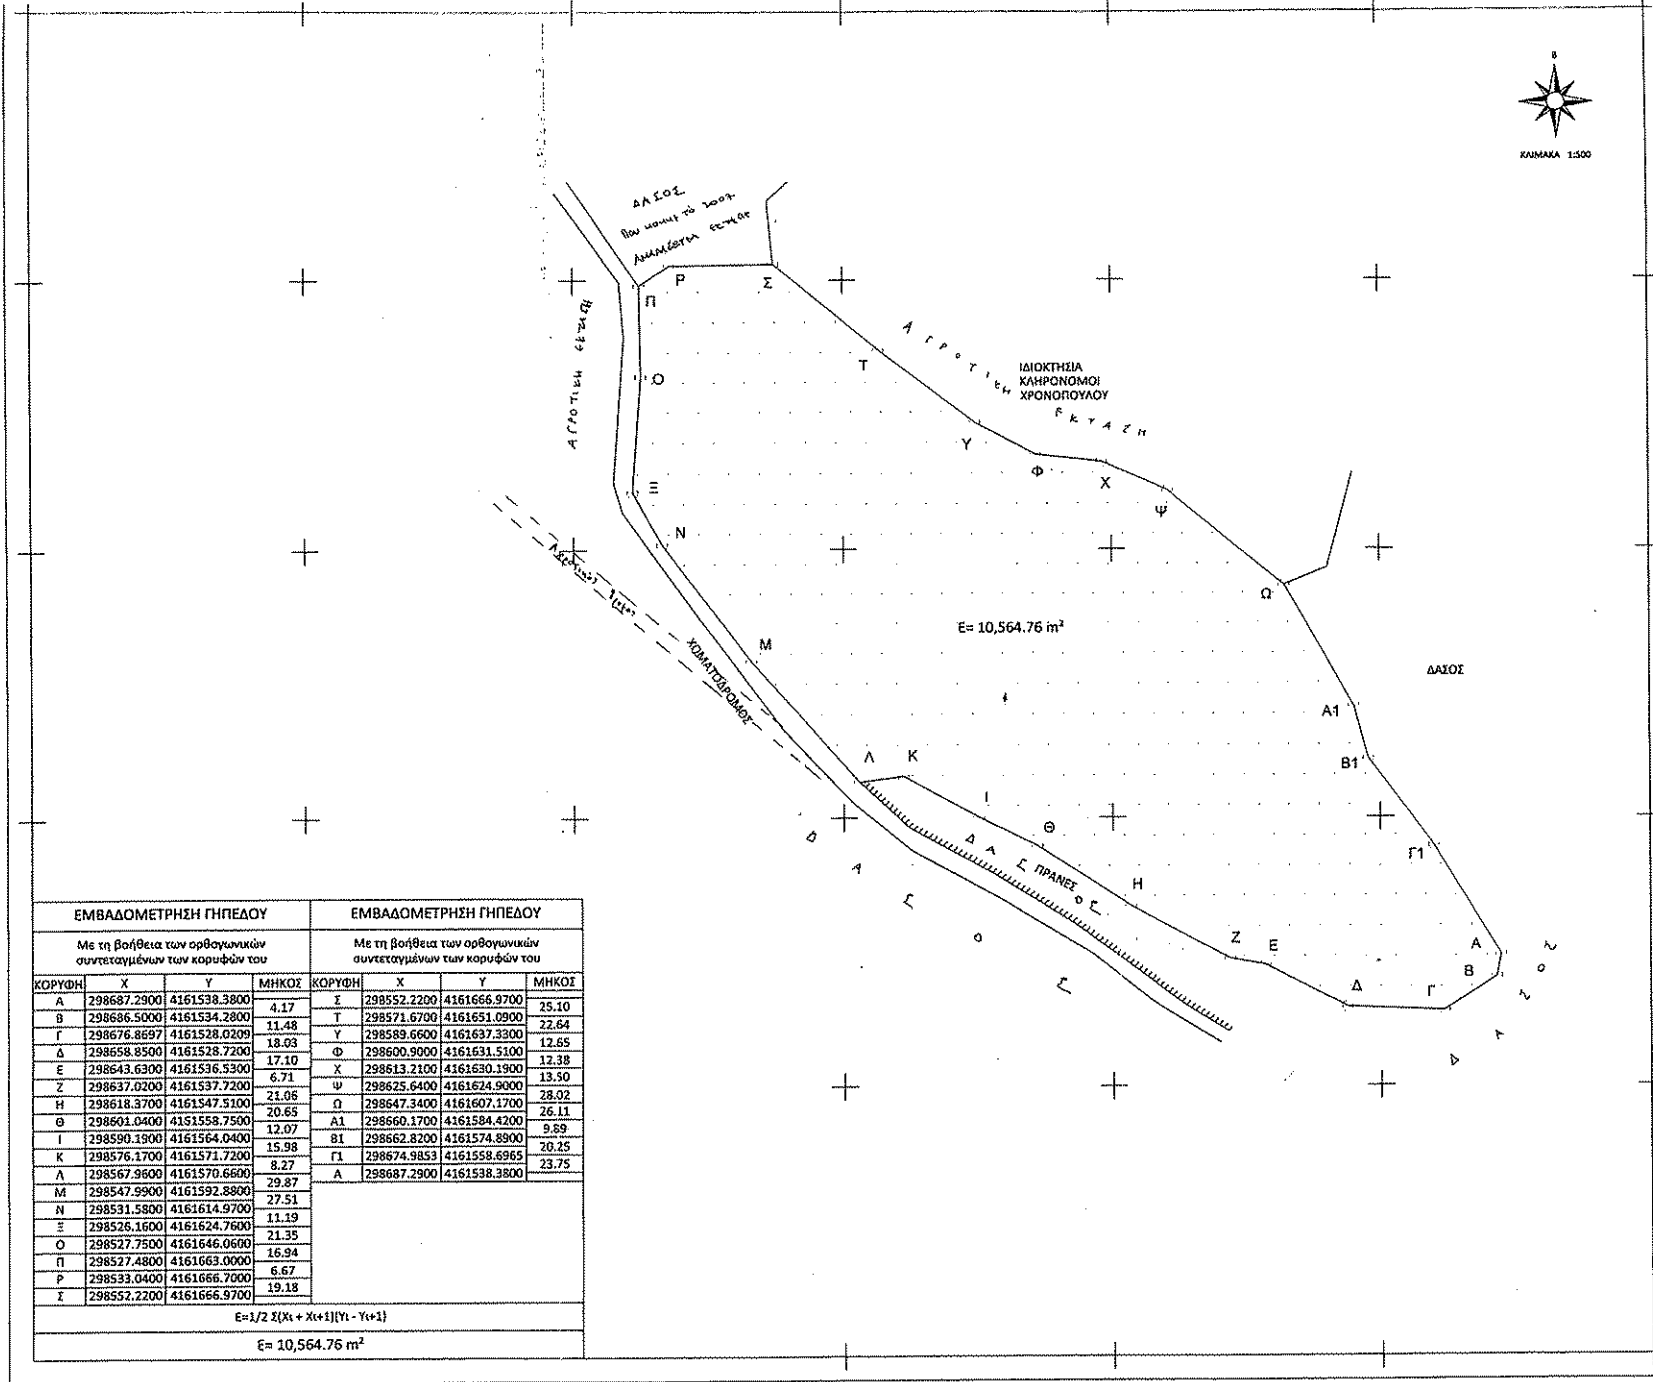 Β
ΚΛΙΜΑΚΑ 1:500
ΔΑΣΟΣ
που το 2007
ΑΓΡΟΤΙΚΗ
Π
Ρ
Σ
Ο
Τ
ΑΓΡΟΤΙΚΗ ΕΚΤΑΣΗ
ΙΔΙΟΚΤΗΣΙΑ
ΚΛΗΡΟΝΟΜΟΙ
ΧΡΟΝΟΠΟΥΛΟΥ
Υ
Φ
Χ
Ψ
Ξ
Ν
Ω
Αγροτικός δρόμος
ΧΩΜΑΤΟΔΡΟΜΟΣ
Μ
E= 10,564.76 m²
ΔΑΣΟΣ
Α1
Β1
Λ
Κ
Ι
Θ
Γ1
ΔΑΣΟΣ
ΠΡΑΝΕΣ
ΔΑΣΟΣ
Η
Ζ
Ε
Α
Β
Δ
Γ
ΔΑΣΟΣ
ΕΜΒΑΔΟΜΕΤΡΗΣΗ ΓΗΠΕΔΟΥ ΕΜΒΑΔΟΜΕΤΡΗΣΗ ΓΗΠΕΔΟΥ
Με τη βοήθεια των ορθογωνικών Με τη βοήθεια των ορθογωνικών
συντεταγμένων των κορυφών του συντεταγμένων των κορυφών του
ΚΟΡΥΦΗ X Y ΜΗΚΟΣ ΚΟΡΥΦΗ X Y ΜΗΚΟΣ
Α 298687.2900 4161538.3800 Σ 298552.2200 4161666.9700
4.17 25.10
Β 298686.5000 4161534.2800 Τ 298571.6700 4161651.0900
11.48 22.64
Γ 298676.8697 4161528.0209 Υ 298589.6600 4161637.3300
18.03 12.65
Δ 298658.8500 4161528.7200 Φ 298600.9000 4161631.5100
17.10 12.38
Ε 298643.6300 4161536.5300 Χ 298613.2100 4161630.1900
6.71 13.50
Ζ 298637.0200 4161537.7200 Ψ 298625.6400 4161624.9000
21.06 28.02
Η 298618.3700 4161547.5100 Ω 298647.3400 4161607.1700
20.65 26.11
Θ 298601.0400 4161558.7500 Α1 298660.1700 4161584.4200
12.07 9.89
Ι 298590.1900 4161564.0400 Β1 298662.8200 4161574.8900
15.98 20.25
Κ 298576.1700 4161571.7200 Γ1 298674.9853 4161558.6965
8.27 23.75
Λ 298567.9600 4161570.6600 Α 298687.2900 4161538.3800
29.87
Μ 298547.9900 4161592.8800
27.51
Ν 298531.5800 4161614.9700
11.19
Ξ 298526.1600 4161624.7600
21.35
Ο 298527.7500 4161646.0600
16.94
Π 298527.4800 4161663.0000
6.67
Ρ 298533.0400 4161666.7000
19.18
Σ 298552.2200 4161666.9700
E=1/2 Σ(Xι + Xι+1)(Yι - Yι+1)
E= 10,564.76 m²